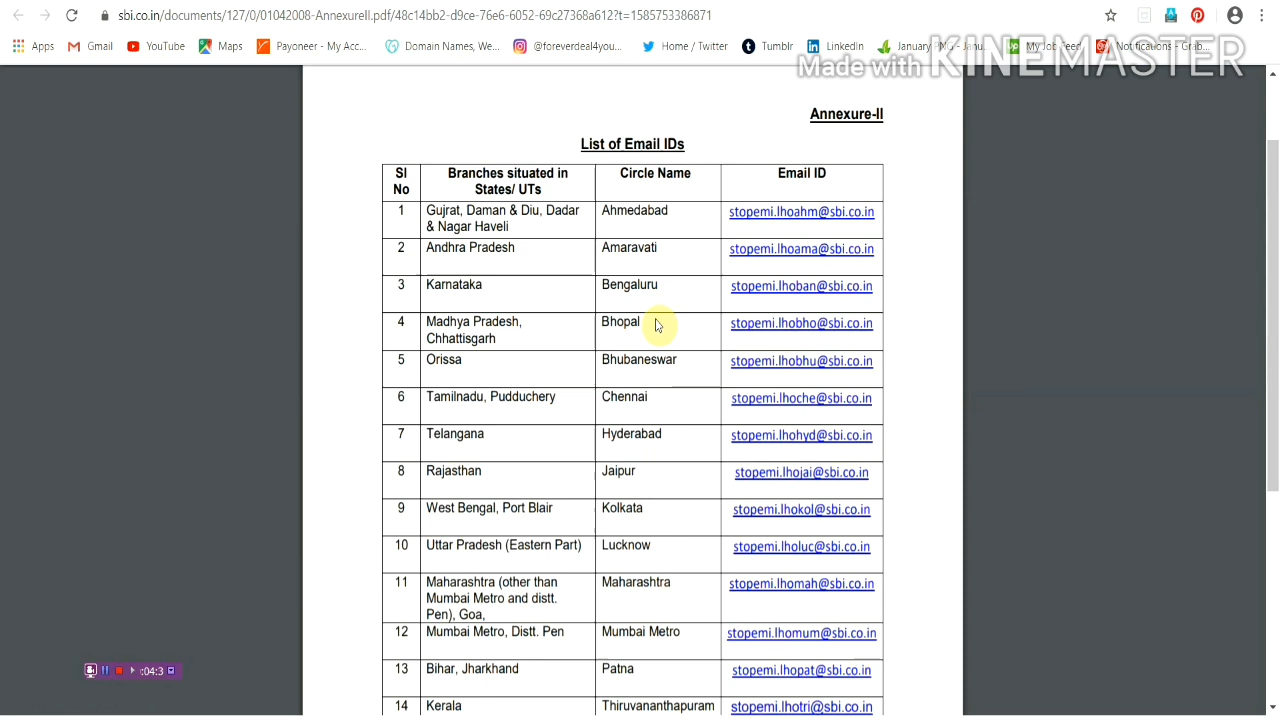 sbi.co.in/documents/127/0/01042008-AnnexureII.pdf/48c14bb2-d9ce-76e6-6052-69c27368a612?t=1585753386871
Apps Gmail YouTube Maps Payoneer - My Acc... Domain Names, We... @foreverdeal4you... Home / Twitter Tumblr LinkedIn January PNG - Janu... Up My Job Feed Notifications - Grab...
Made with KINEMASTER
Annexure-II
List of Email IDs
Sl No Branches situated in States/ UTs Circle Name Email ID
1 Gujrat, Daman & Diu, Dadar & Nagar Haveli Ahmedabad stopemi.lhoahm@sbi.co.in
2 Andhra Pradesh Amaravati stopemi.lhoama@sbi.co.in
3 Karnataka Bengaluru stopemi.lhoban@sbi.co.in
4 Madhya Pradesh, Chhattisgarh Bhopal stopemi.lhobho@sbi.co.in
5 Orissa Bhubaneswar stopemi.lhobhu@sbi.co.in
6 Tamilnadu, Pudduchery Chennai stopemi.lhoche@sbi.co.in
7 Telangana Hyderabad stopemi.lhohyd@sbi.co.in
8 Rajasthan Jaipur stopemi.lhojai@sbi.co.in
9 West Bengal, Port Blair Kolkata stopemi.lhokol@sbi.co.in
10 Uttar Pradesh (Eastern Part) Lucknow stopemi.lholuc@sbi.co.in
11 Maharashtra (other than Mumbai Metro and distt. Pen), Goa, Maharashtra stopemi.lhomah@sbi.co.in
12 Mumbai Metro, Distt. Pen Mumbai Metro stopemi.lhomum@sbi.co.in
13 Bihar, Jharkhand Patna stopemi.lhopat@sbi.co.in
14 Kerala Thiruvananthapuram stopemi.lhotri@sbi.co.in
:04:3